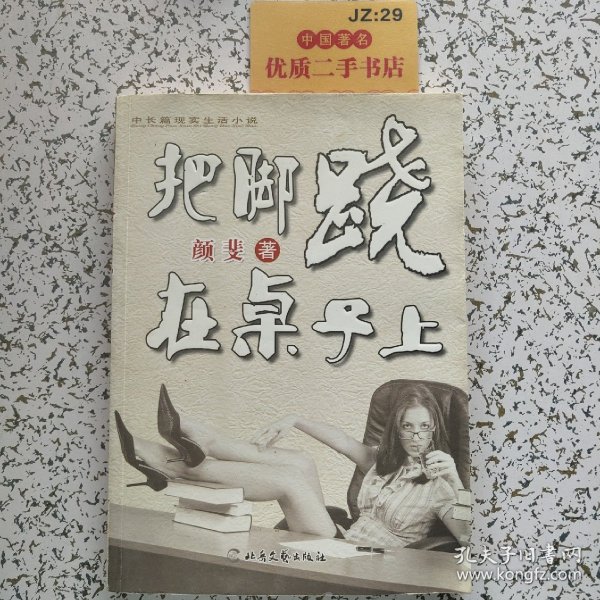 JZ:29
中国著名
优质二手书店
中长篇现实生活小说
把脚跷
颜斐 著
在桌子上
北岳文艺出版社
孔夫子旧书网
www.kongfz.com